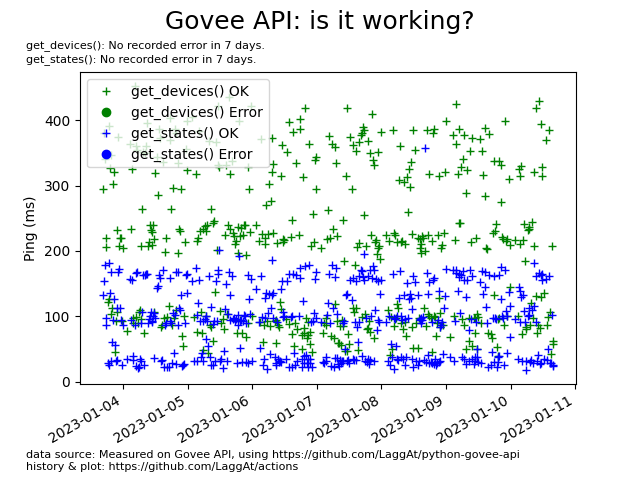 Govee API: is it working?
get_devices(): No recorded error in 7 days.
get_states(): No recorded error in 7 days.
get_devices() OK
get_devices() Error
get_states() OK
get_states() Error
Ping (ms)
400
300
200
100
0
2023-01-04
2023-01-05
2023-01-06
2023-01-07
2023-01-08
2023-01-09
2023-01-10
2023-01-11
data source: Measured on Govee API, using https://github.com/LaggAt/python-govee-api
history & plot: https://github.com/LaggAt/actions